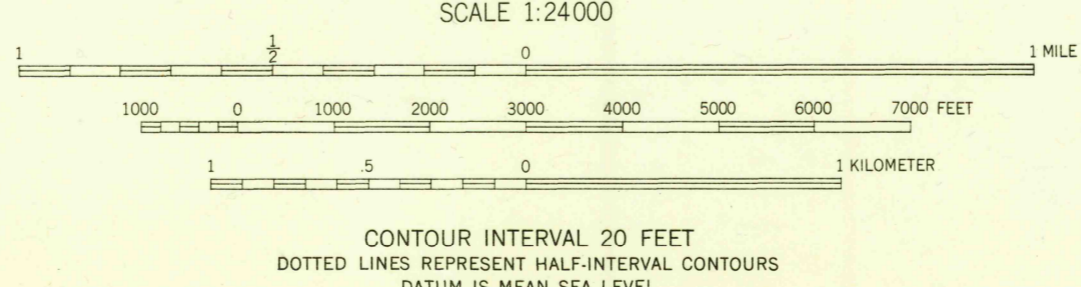 SCALE 1:24000
1 ½ 0 1 MILE
1000 0 1000 2000 3000 4000 5000 6000 7000 FEET
1 .5 0 1 KILOMETER
CONTOUR INTERVAL 20 FEET
DOTTED LINES REPRESENT HALF-INTERVAL CONTOURS
DATUM IS MEAN SEA LEVEL